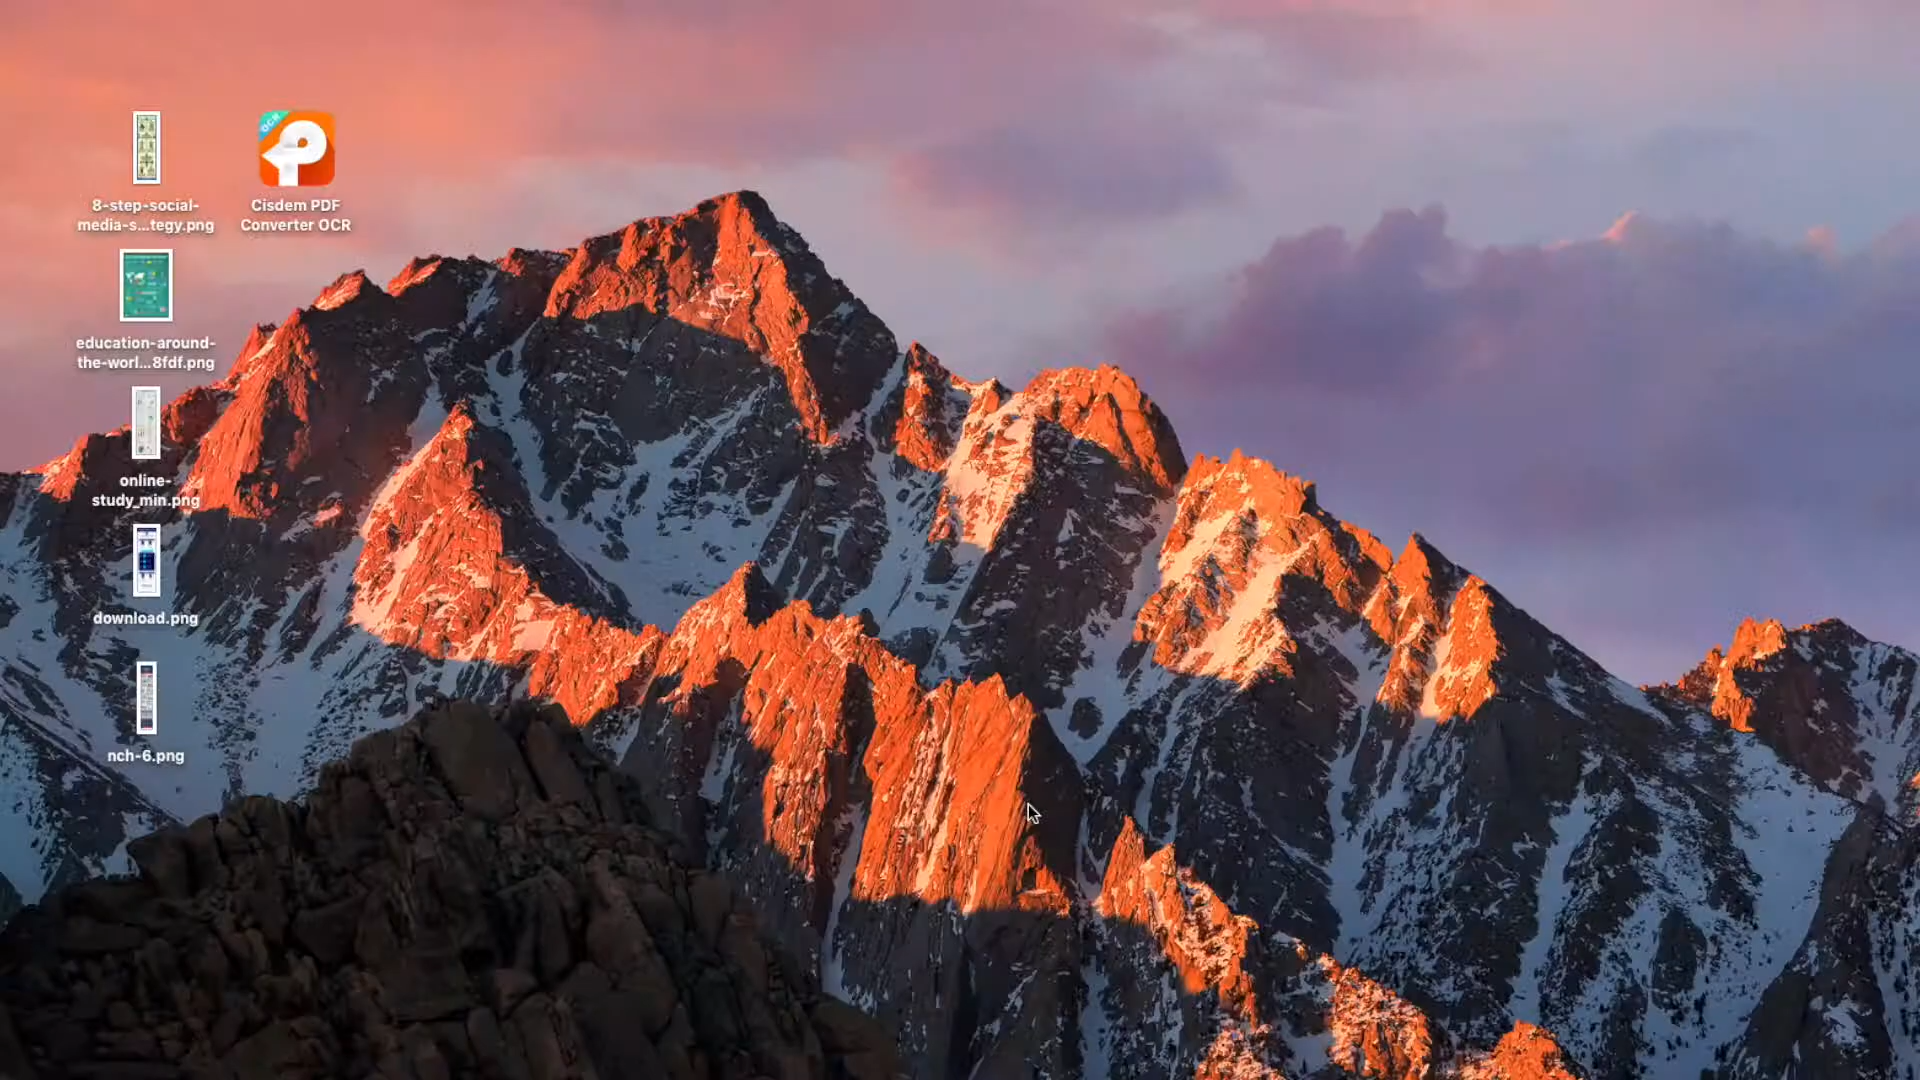 8-step-social-
media-s...tegy.png
OCR
Cisdem PDF
Converter OCR
education-around-
the-worl...8fdf.png
online-
study_min.png
download.png
nch-6.png